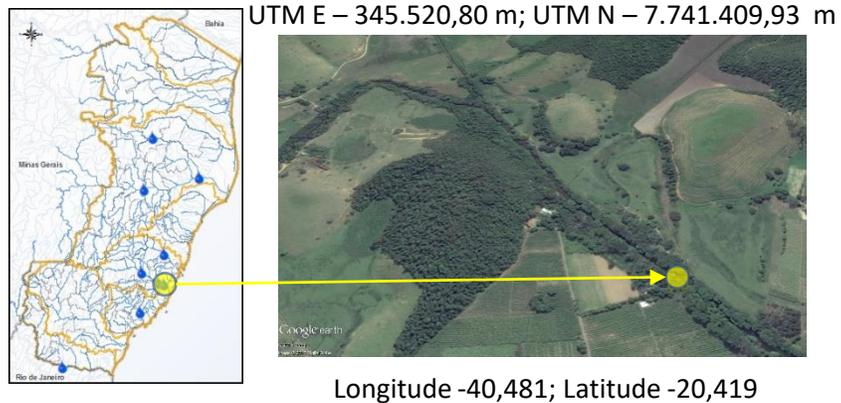 UTM E – 345.520,80 m; UTM N – 7.741.409,93 m
Bahia
Minas Gerais
Rio de Janeiro
Google earth
Longitude -40,481; Latitude -20,419